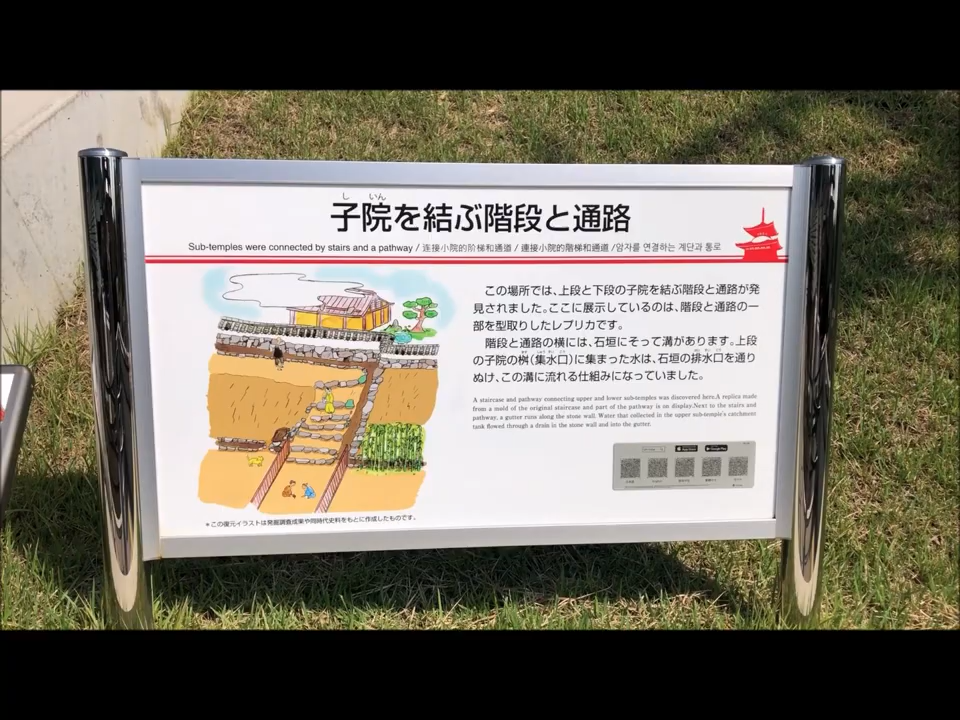 し いん
子院を結ぶ階段と通路
Sub-temples were connected by stairs and a pathway / 连接小院的阶梯和通道 / 連接小院的階梯和通道 /암자를 연결하는 계단과 통로
この場所では、上段と下段の子院を結ぶ階段と通路が発
見されました。ここに展示しているのは、階段と通路の一
部を型取りしたレプリカです。
階段と通路の横には、石垣にそって溝があります。上段
の子院の桝(集水口)に集まった水は、石垣の排水口を通り
ぬけ、この溝に流れる仕組みになっていました。
A staircase and pathway connecting upper and lower sub-temples was discovered here.A replica made
from a mold of the original staircase and part of the pathway is on display.Next to the stairs and
pathway, a gutter runs along the stone wall. Water that collected in the upper sub-temple's catchment
tank flowed through a drain in the stone wall and into the gutter.
App Store Google Play
＊この復元イラストは発掘調査成果や同時代史料をもとに作成したものです。